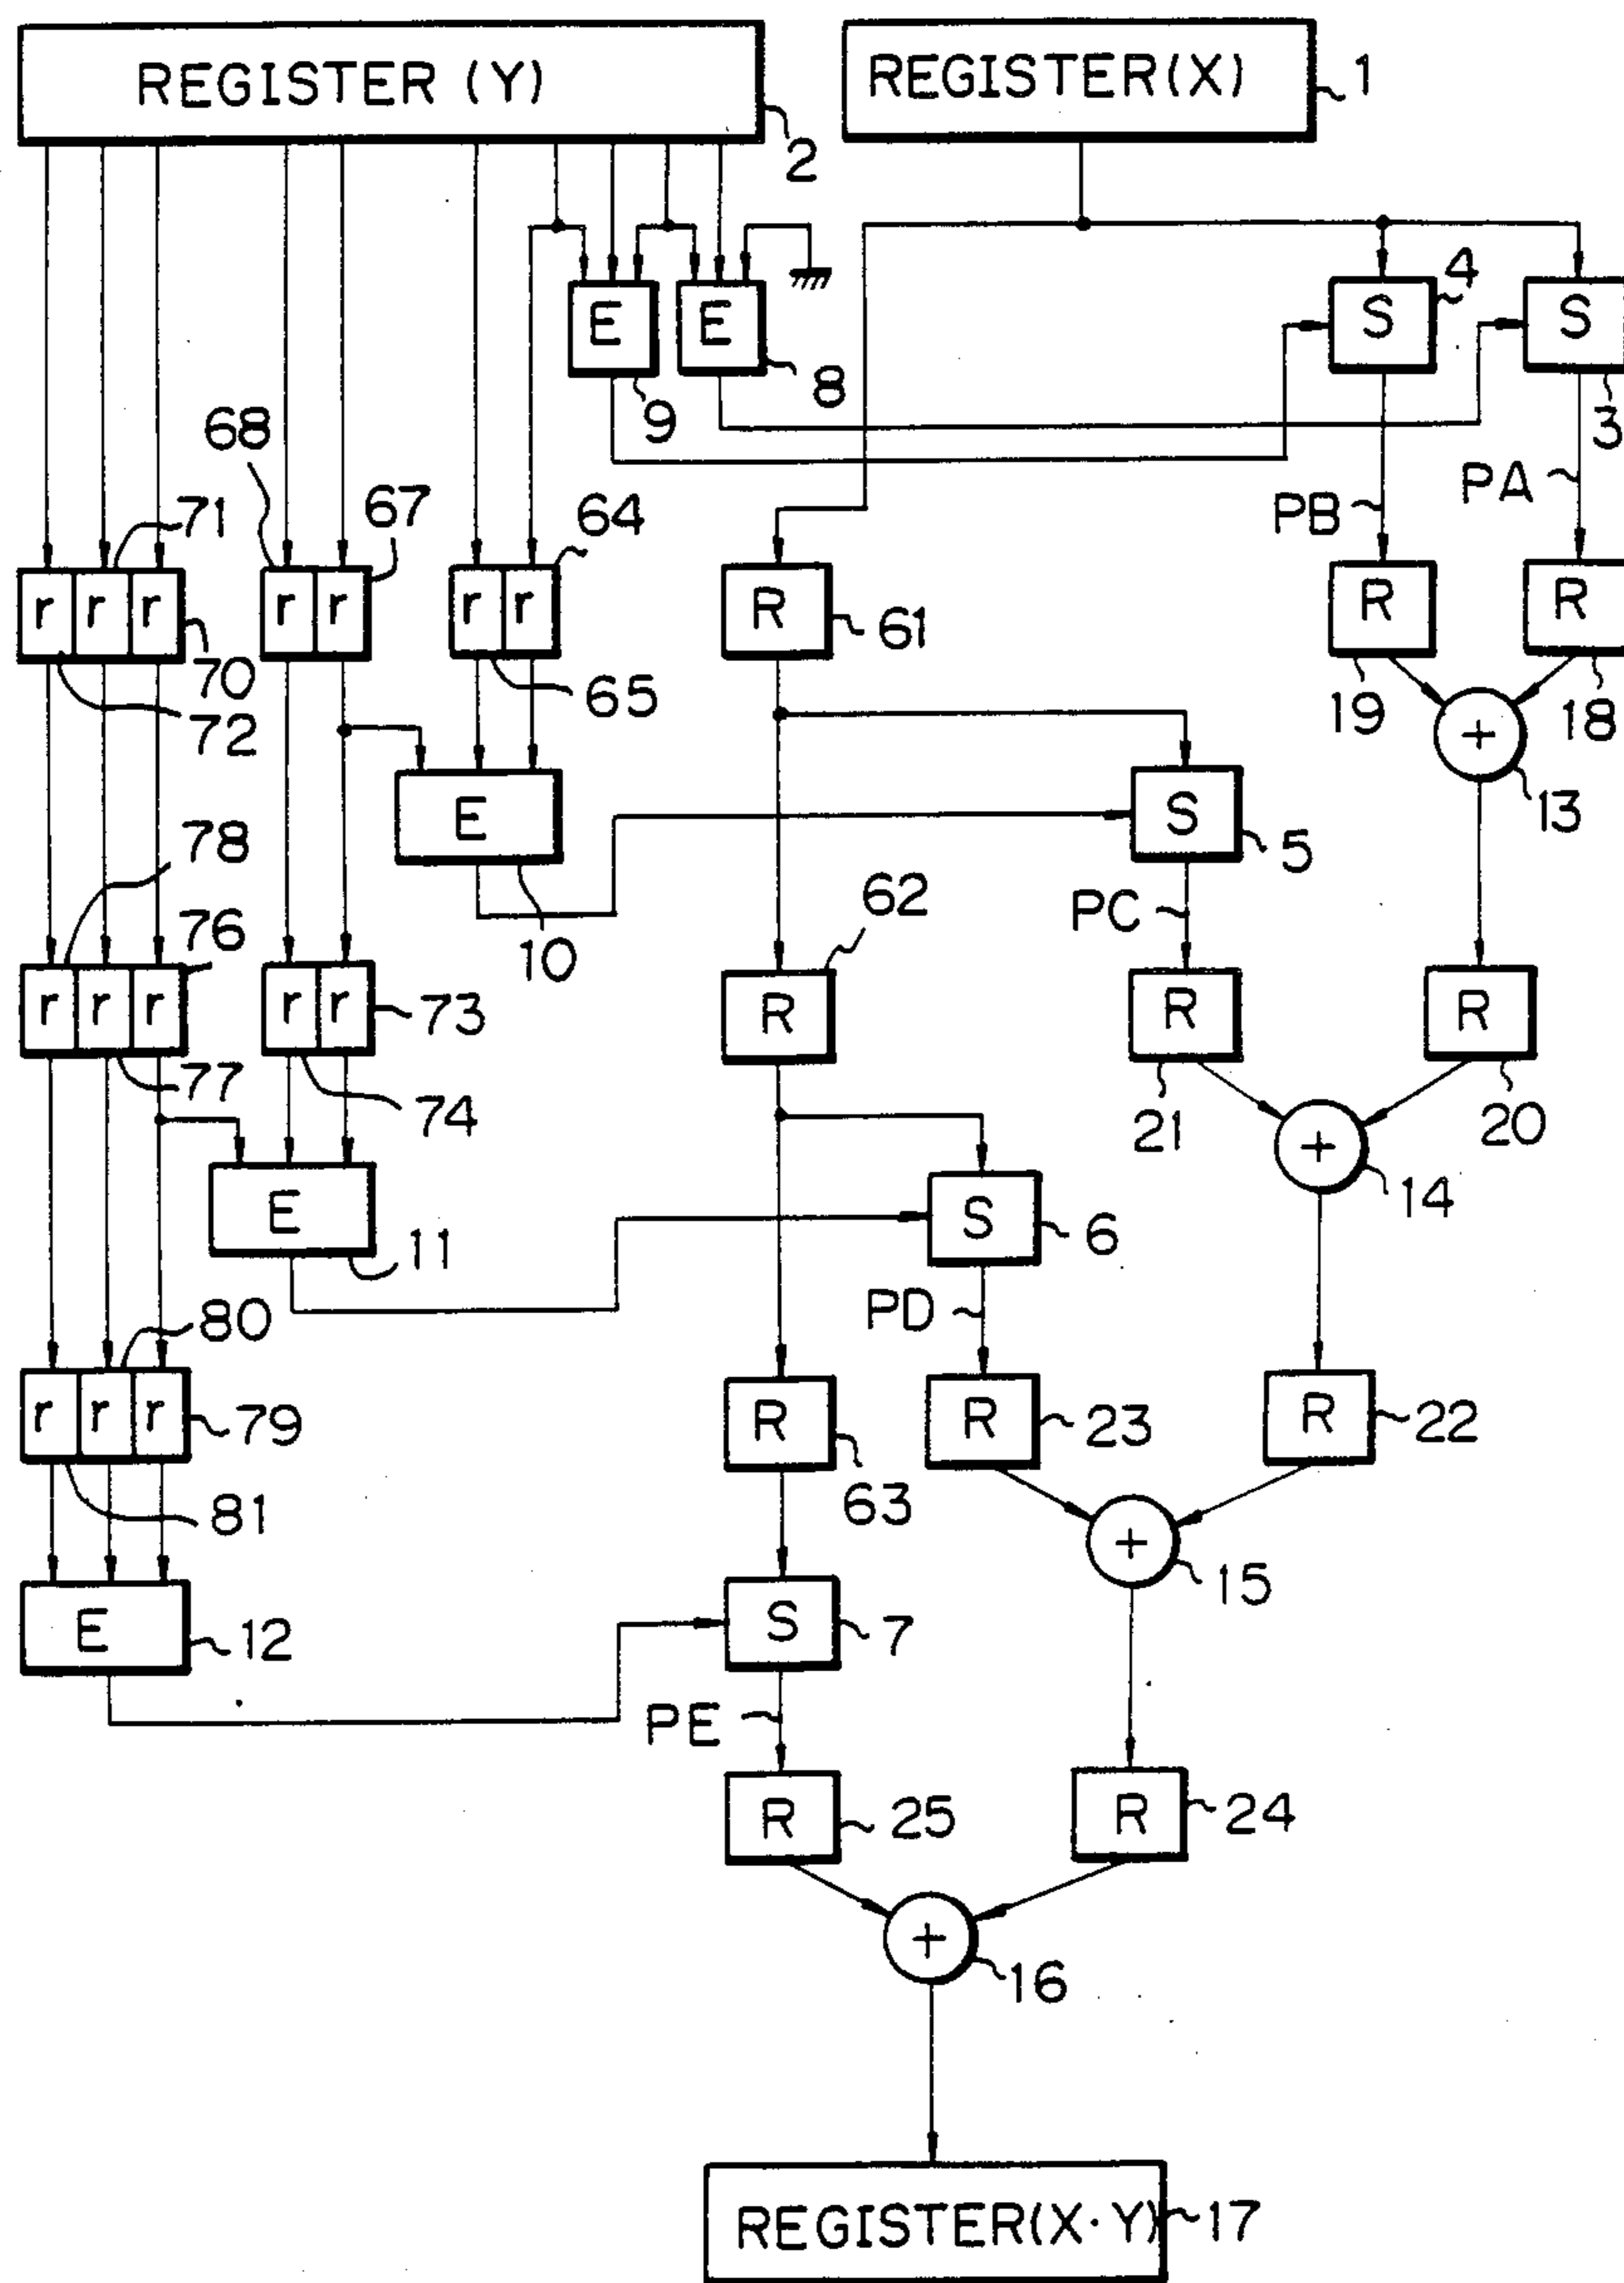 REGISTER (Y)
REGISTER(X)
1
2
4
S
S
E
E
8
9
3
68
PA
71
67
64
PB
r r r
r r
r r
R
61
R
R
70
65
72
19
18
+
13
78
E
S
5
62
76
10
PC
r r r
r r
73
R
R
R
77
74
21
20
+
14
E
S
6
11
PD
80
r r r
79
R
R
23
R
22
63
81
+
15
E
12
S
7
PE
R
25
R
24
+
16
REGISTER(X·Y)
17